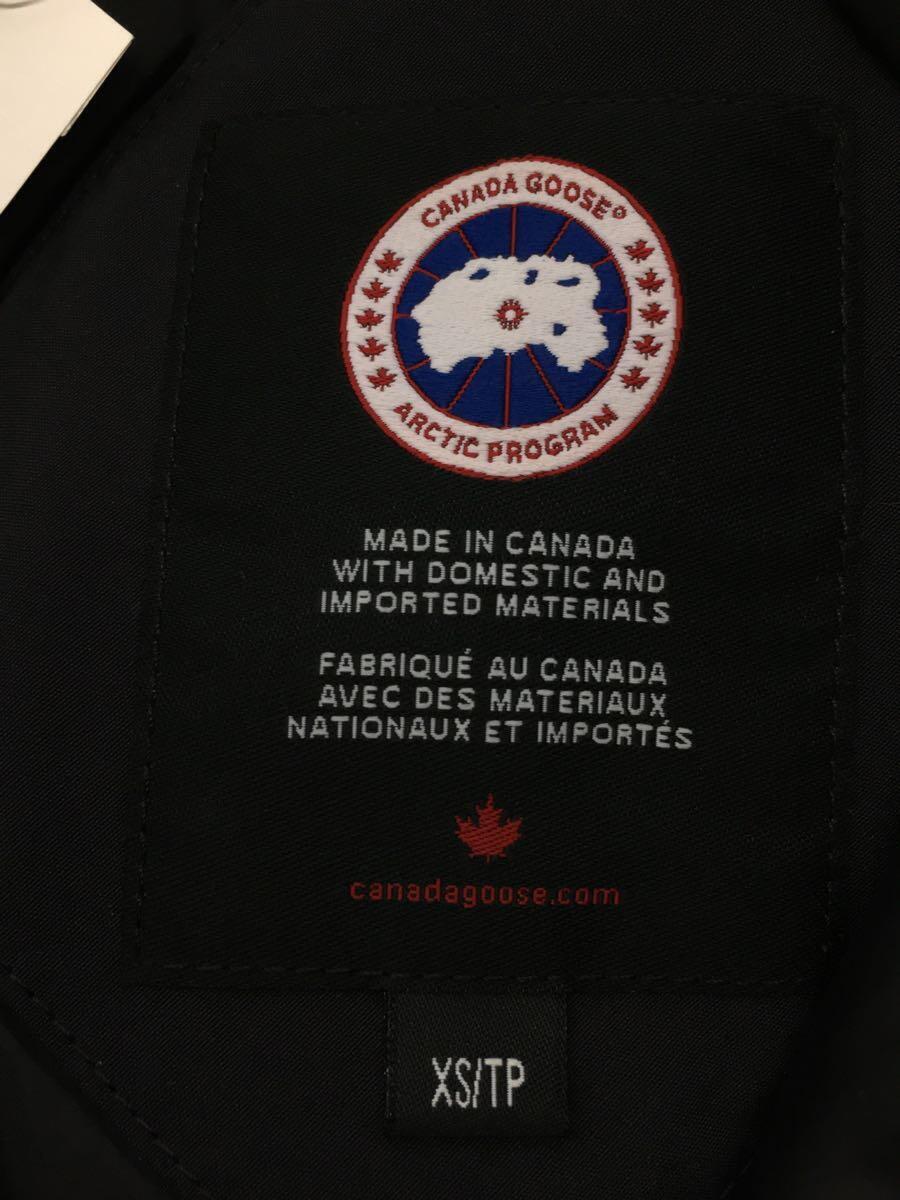 CANADA GOOSE®
ARCTIC PROGRAM
MADE IN CANADA
WITH DOMESTIC AND
IMPORTED MATERIALS
FABRIQUÉ AU CANADA
AVEC DES MATERIAUX
NATIONAUX ET IMPORTÉS
canadagoose.com
XS/TP